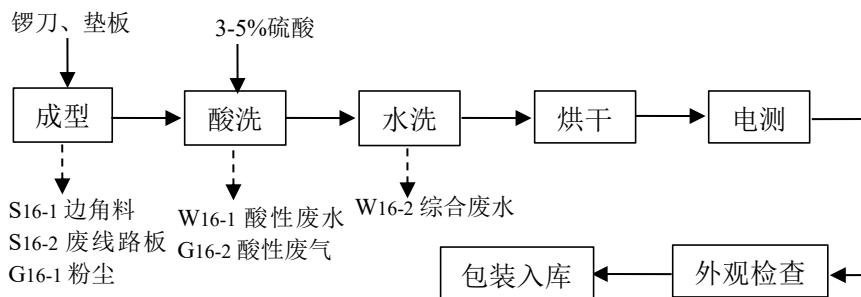 锣刀、垫板
3-5%硫酸
成型
酸洗
水洗
烘干
电测
S16-1 边角料
S16-2 废线路板
G16-1 粉尘
W16-1 酸性废水
G16-2 酸性废气
W16-2 综合废水
包装入库
外观检查